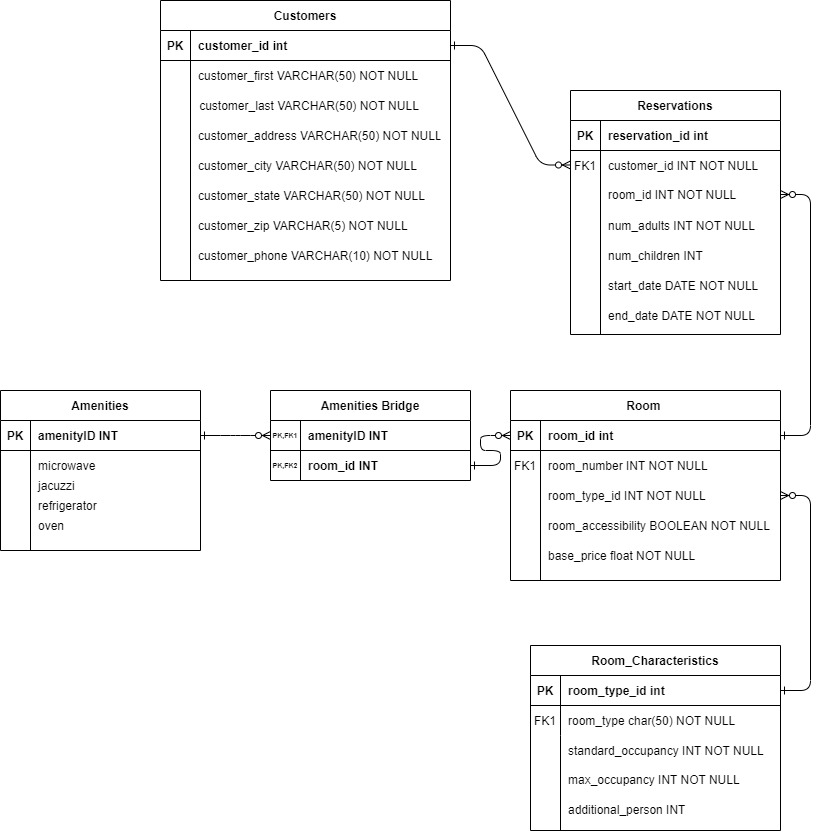 Customers
PK customer_id int
customer_first VARCHAR(50) NOT NULL
customer_last VARCHAR(50) NOT NULL
customer_address VARCHAR(50) NOT NULL
customer_city VARCHAR(50) NOT NULL
customer_state VARCHAR(50) NOT NULL
customer_zip VARCHAR(5) NOT NULL
customer_phone VARCHAR(10) NOT NULL
Reservations
PK reservation_id int
FK1 customer_id INT NOT NULL
room_id INT NOT NULL
num_adults INT NOT NULL
num_children INT
start_date DATE NOT NULL
end_date DATE NOT NULL
Amenities
PK amenityID INT
microwave
jacuzzi
refrigerator
oven
Amenities Bridge
PK,FK1 amenityID INT
PK,FK2 room_id INT
Room
PK room_id int
FK1 room_number INT NOT NULL
room_type_id INT NOT NULL
room_accessibility BOOLEAN NOT NULL
base_price float NOT NULL
Room_Characteristics
PK room_type_id int
FK1 room_type char(50) NOT NULL
standard_occupancy INT NOT NULL
max_occupancy INT NOT NULL
additional_person INT